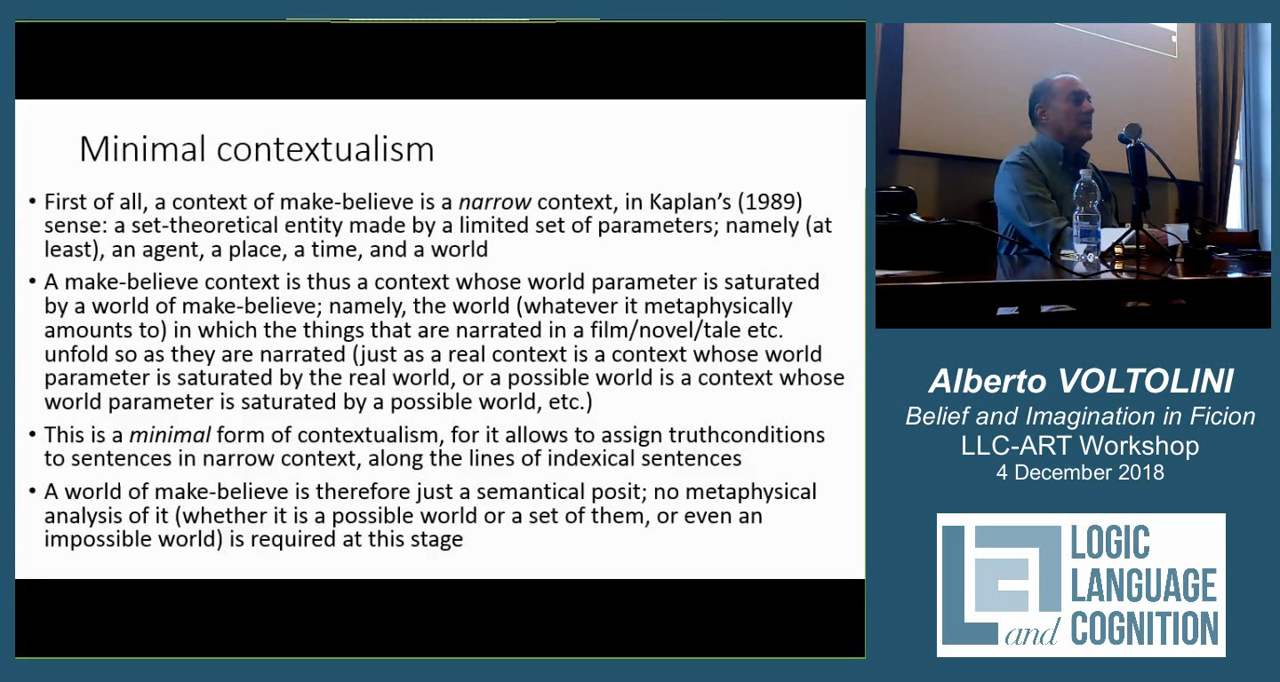 Minimal contextualism
• First of all, a context of make-believe is a narrow context, in Kaplan's (1989)
sense: a set-theoretical entity made by a limited set of parameters; namely (at
least), an agent, a place, a time, and a world
• A make-believe context is thus a context whose world parameter is saturated
by a world of make-believe; namely, the world (whatever it metaphysically
amounts to) in which the things that are narrated in a film/novel/tale etc.
unfold so as they are narrated (just as a real context is a context whose world
parameter is saturated by the real world, or a possible world is a context whose
world parameter is saturated by a possible world, etc.)
• This is a minimal form of contextualism, for it allows to assign truthconditions
to sentences in narrow context, along the lines of indexical sentences
• A world of make-believe is therefore just a semantical posit; no metaphysical
analysis of it (whether it is a possible world or a set of them, or even an
impossible world) is required at this stage
Alberto VOLTOLINI
Belief and Imagination in Ficion
LLC-ART Workshop
4 December 2018
LOGIC
LANGUAGE
and COGNITION